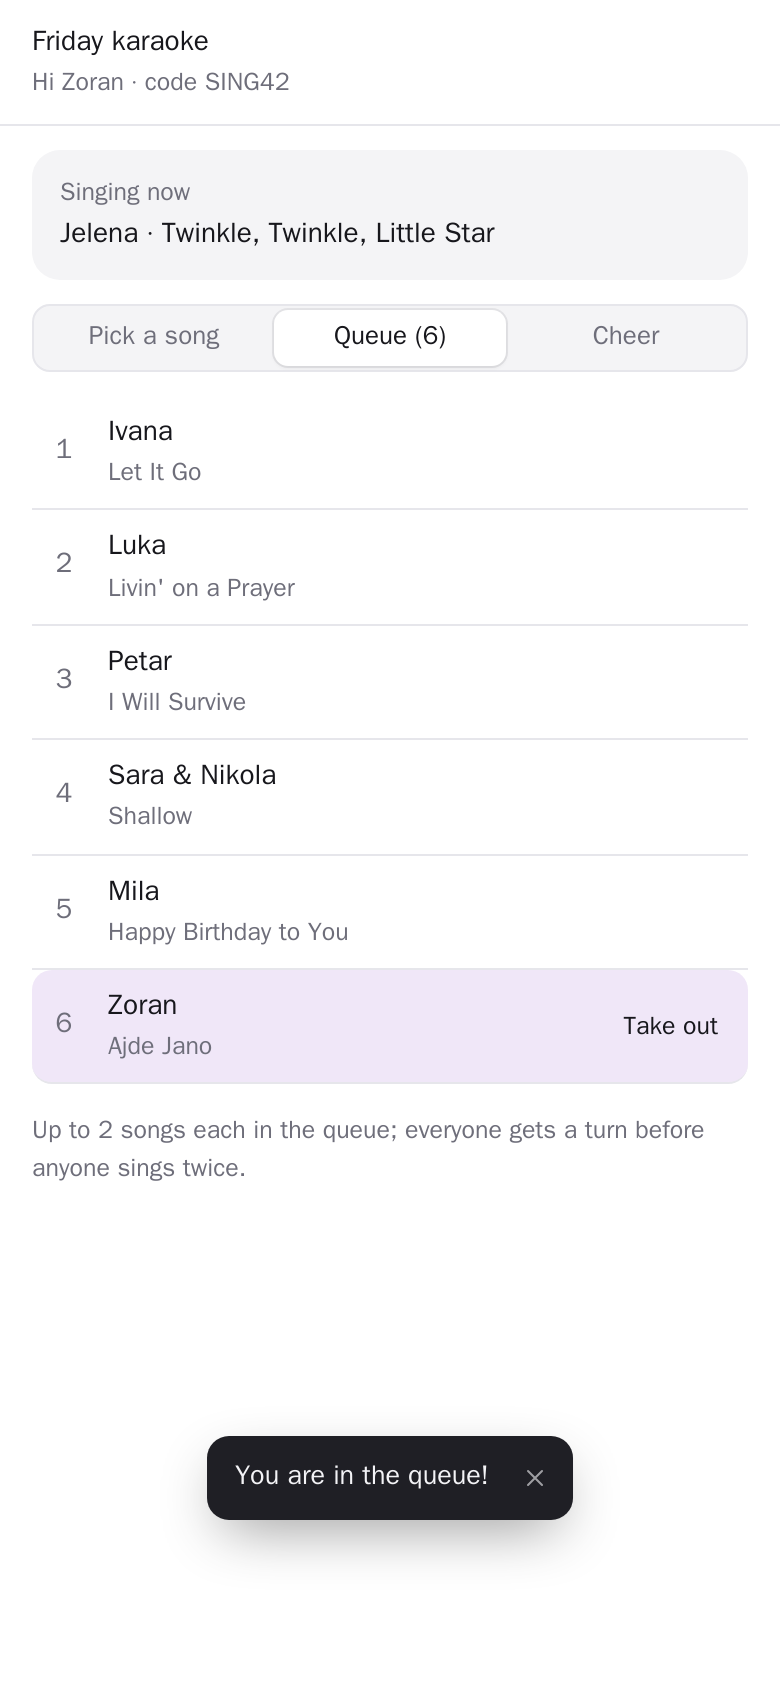 Friday karaoke
Hi Zoran · code SING42
Singing now
Jelena · Twinkle, Twinkle, Little Star
Pick a song
Queue (6)
Cheer
1
Ivana
Let It Go
2
Luka
Livin' on a Prayer
3
Petar
I Will Survive
4
Sara & Nikola
Shallow
5
Mila
Happy Birthday to You
6
Zoran
Ajde Jano
Take out
Up to 2 songs each in the queue; everyone gets a turn before
anyone sings twice.
You are in the queue!